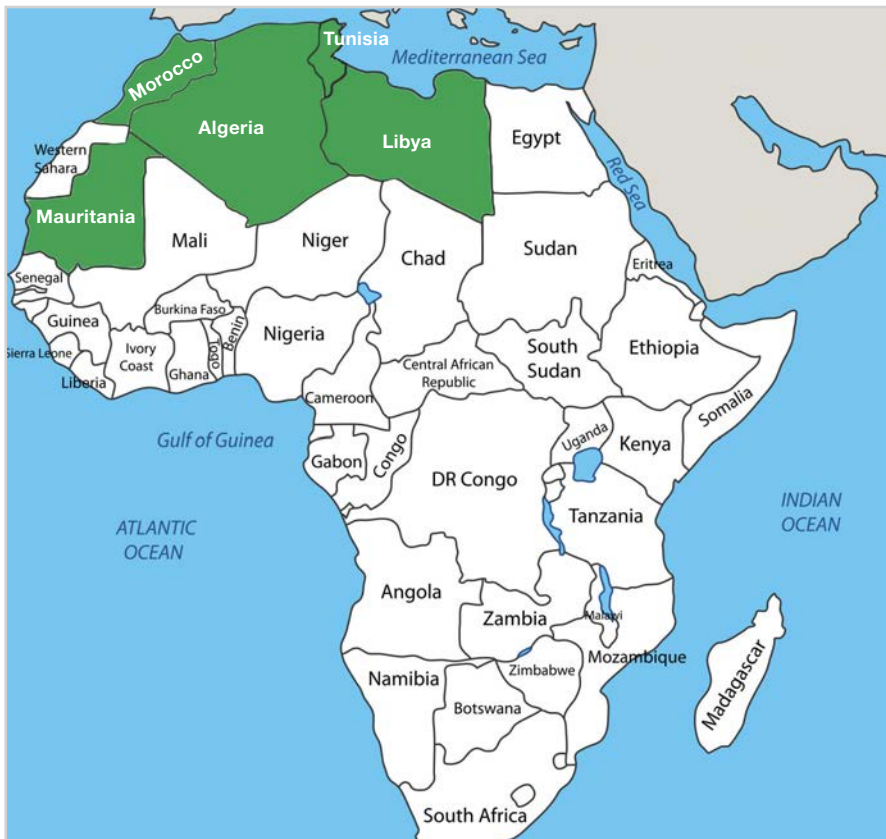 Tunisia
Mediterranean Sea
Morocco
Algeria
Libya
Egypt
Western
Sahara
Red Sea
Mauritania
Mali
Niger
Chad
Sudan
Eritrea
Senegal
Burkina Faso
Guinea
Benin
Nigeria
Togo
Ivory
Coast
Ghana
Sierra Leone
Liberia
South
Sudan
Ethiopia
Central African
Republic
Cameroon
Somalia
Gulf of Guinea
Uganda
Kenya
Gabon
Congo
DR Congo
Tanzania
INDIAN
OCEAN
ATLANTIC
OCEAN
Angola
Zambia
Malawi
Mozambique
Madagascar
Namibia
Zimbabwe
Botswana
South Africa